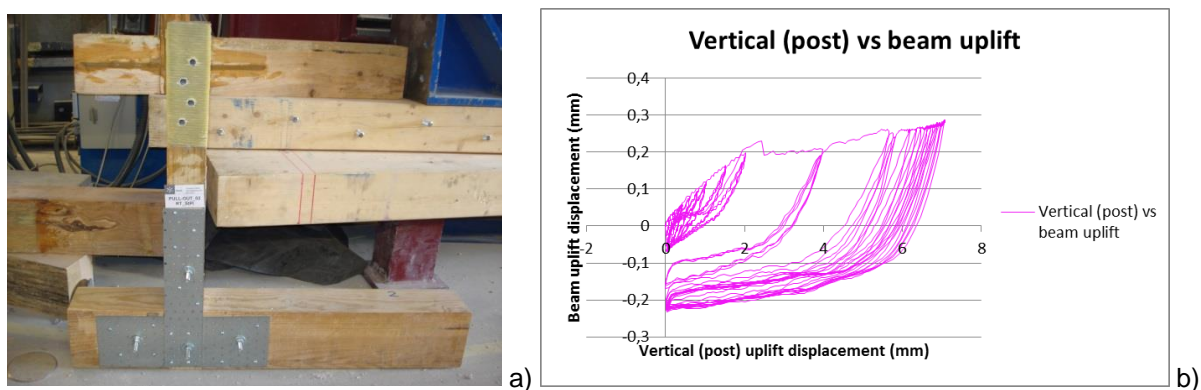 PULL-OUT_02
a)
Vertical (post) vs beam uplift
Beam uplift displacement (mm)
0,4
0,3
0,2
0,1
0
-0,1
-0,2
-0,3
-2 0 2 4 6 8
Vertical (post) uplift displacement (mm)
Vertical (post) vs
beam uplift
b)